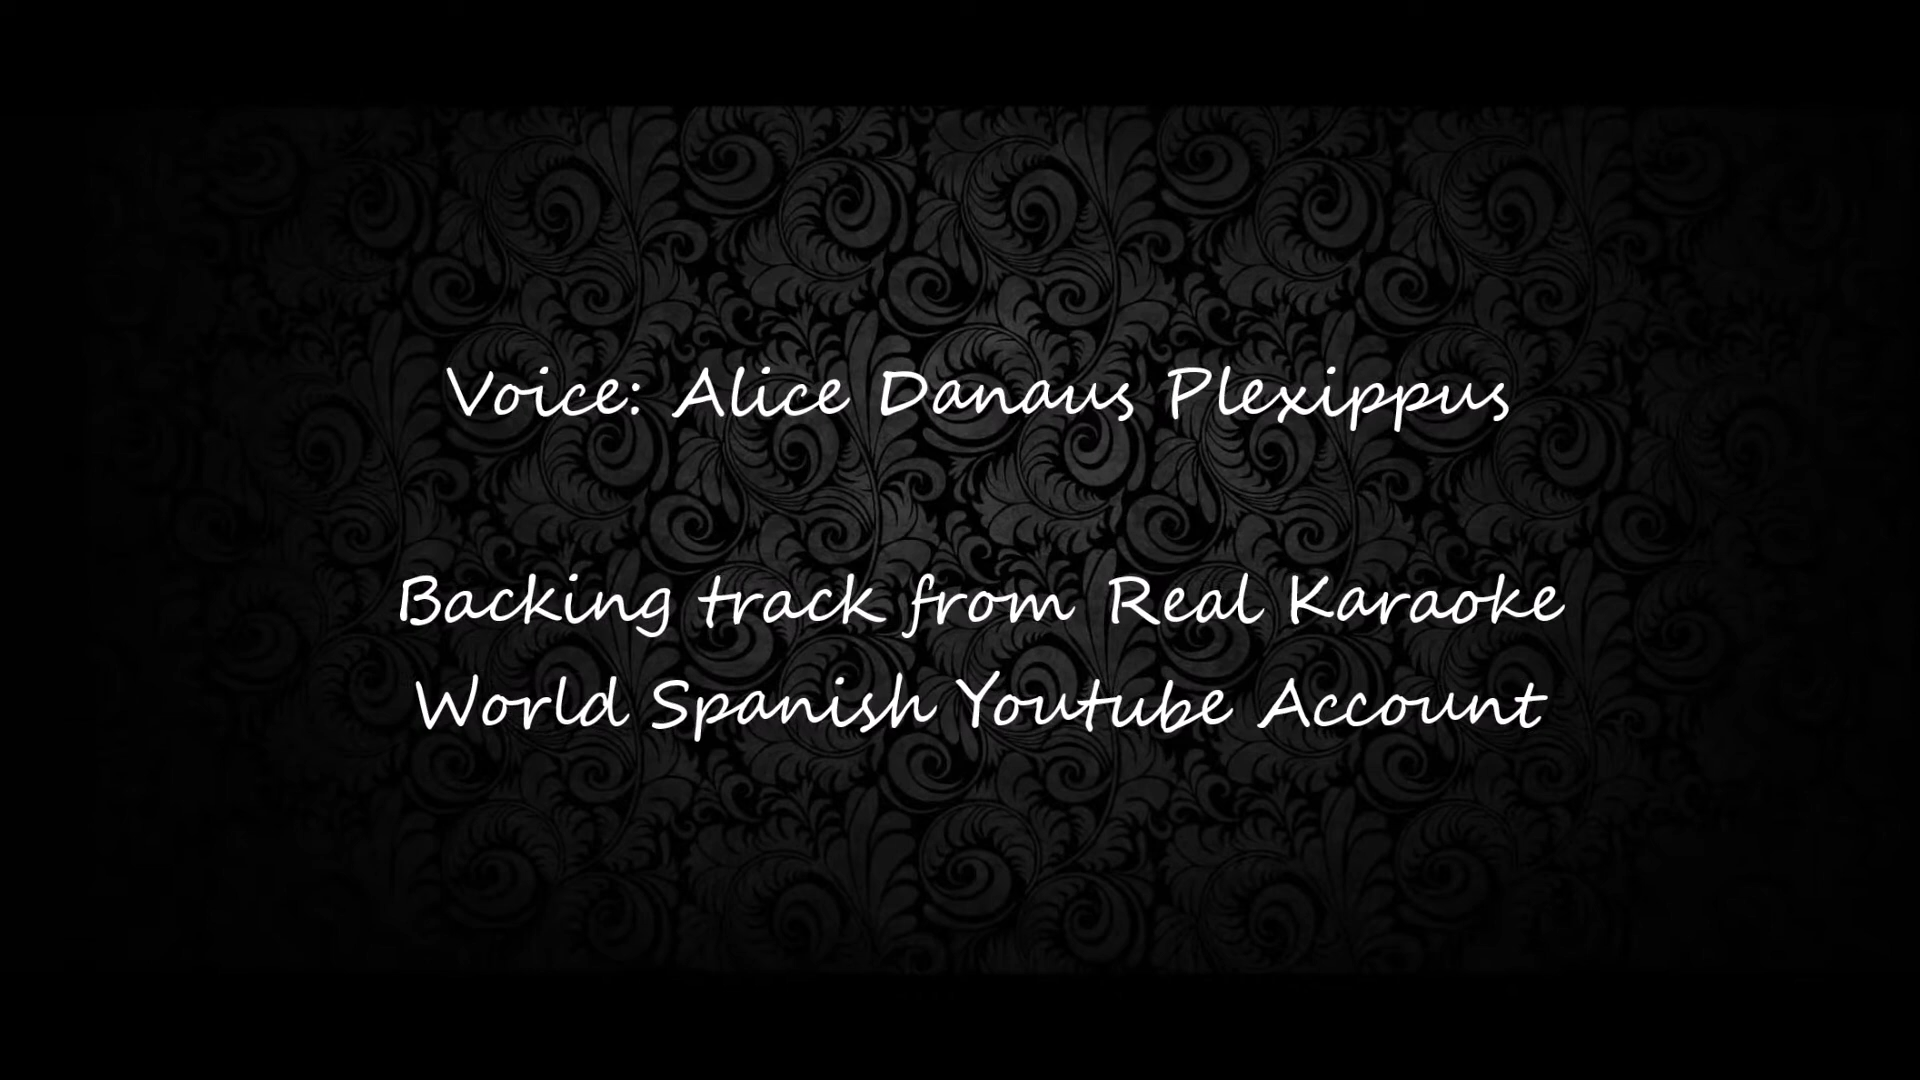 Voice: Alice Danaus Plexippus
Backing track from Real Karaoke
World Spanish Youtube Account